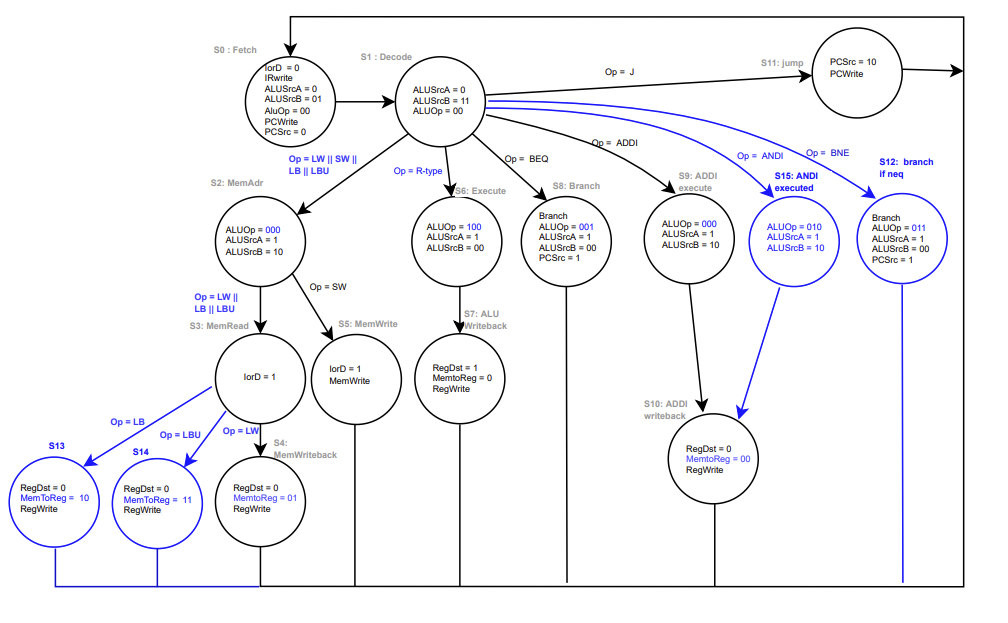 S0 : Fetch
IorD = 0
IRwrite
ALUSrcA = 0
ALUSrcB = 01
AluOp = 00
PCWrite
PCSrc = 0
S1 : Decode
ALUSrcA = 0
ALUSrcB = 11
ALUOp = 00
Op = J
S11: jump
PCSrc = 10
PCWrite
Op = LW || SW ||
LB || LBU
Op = R-type
Op = BEQ
Op = ADDI
Op = ANDI
Op = BNE
S2: MemAdr
ALUOp = 000
ALUSrcA = 1
ALUSrcB = 10
S6: Execute
ALUOp = 100
ALUSrcA = 1
ALUSrcB = 00
S8: Branch
Branch
ALUOp = 001
ALUSrcA = 1
ALUSrcB = 00
PCSrc = 1
S9: ADDI
execute
ALUOp = 000
ALUSrcA = 1
ALUSrcB = 10
S15: ANDI
executed
ALUOp = 010
ALUSrcA = 1
ALUSrcB = 10
S12: branch
if neq
Branch
ALUOp = 011
ALUSrcA = 1
ALUSrcB = 00
PCSrc = 1
Op = LW ||
LB || LBU
Op = SW
S3: MemRead
IorD = 1
S5: MemWrite
IorD = 1
MemWrite
S7: ALU
Writeback
RegDst = 1
MemtoReg = 0
RegWrite
S10: ADDI
writeback
RegDst = 0
MemtoReg = 00
RegWrite
Op = LB
Op = LBU
Op = LW
S13
RegDst = 0
MemToReg = 10
RegWrite
S14
RegDst = 0
MemToReg = 11
RegWrite
S4:
MemWriteback
RegDst = 0
MemtoReg = 01
RegWrite